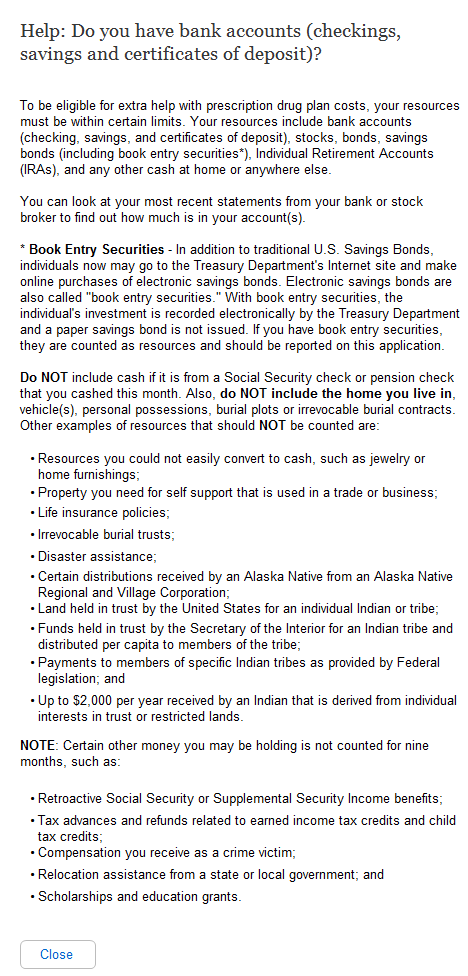 Help: Do you have bank accounts (checkings,
savings and certificates of deposit)?
To be eligible for extra help with prescription drug plan costs, your resources
must be within certain limits. Your resources include bank accounts
(checking, savings, and certificates of deposit), stocks, bonds, savings
bonds (including book entry securities*), Individual Retirement Accounts
(IRAs), and any other cash at home or anywhere else.
You can look at your most recent statements from your bank or stock
broker to find out how much is in your account(s).
* Book Entry Securities - In addition to traditional U.S. Savings Bonds,
individuals now may go to the Treasury Department's Internet site and make
online purchases of electronic savings bonds. Electronic savings bonds are
also called "book entry securities." With book entry securities, the
individual's investment is recorded electronically by the Treasury Department
and a paper savings bond is not issued. If you have book entry securities,
they are counted as resources and should be reported on this application.
Do NOT include cash if it is from a Social Security check or pension check
that you cashed this month. Also, do NOT include the home you live in,
vehicle(s), personal possessions, burial plots or irrevocable burial contracts.
Other examples of resources that should NOT be counted are:
• Resources you could not easily convert to cash, such as jewelry or
home furnishings;
• Property you need for self support that is used in a trade or business;
• Life insurance policies;
• Irrevocable burial trusts;
• Disaster assistance;
• Certain distributions received by an Alaska Native from an Alaska Native
Regional and Village Corporation;
• Land held in trust by the United States for an individual Indian or tribe;
• Funds held in trust by the Secretary of the Interior for an Indian tribe and
distributed per capita to members of the tribe;
• Payments to members of specific Indian tribes as provided by Federal
legislation; and
• Up to $2,000 per year received by an Indian that is derived from individual
interests in trust or restricted lands.
NOTE: Certain other money you may be holding is not counted for nine
months, such as:
• Retroactive Social Security or Supplemental Security Income benefits;
• Tax advances and refunds related to earned income tax credits and child
tax credits;
• Compensation you receive as a crime victim;
• Relocation assistance from a state or local government; and
• Scholarships and education grants.
Close